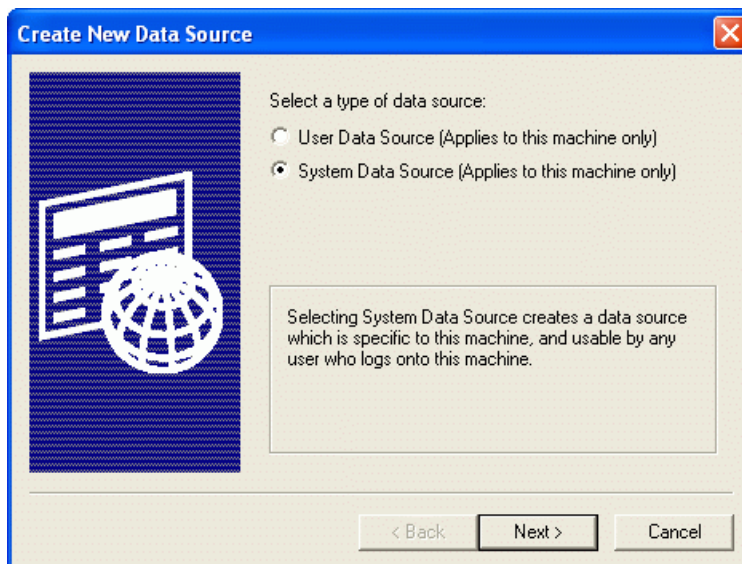 Create New Data Source
Select a type of data source:
User Data Source (Applies to this machine only)
System Data Source (Applies to this machine only)
Selecting System Data Source creates a data source
which is specific to this machine, and usable by any
user who logs onto this machine.
< Back
Next >
Cancel